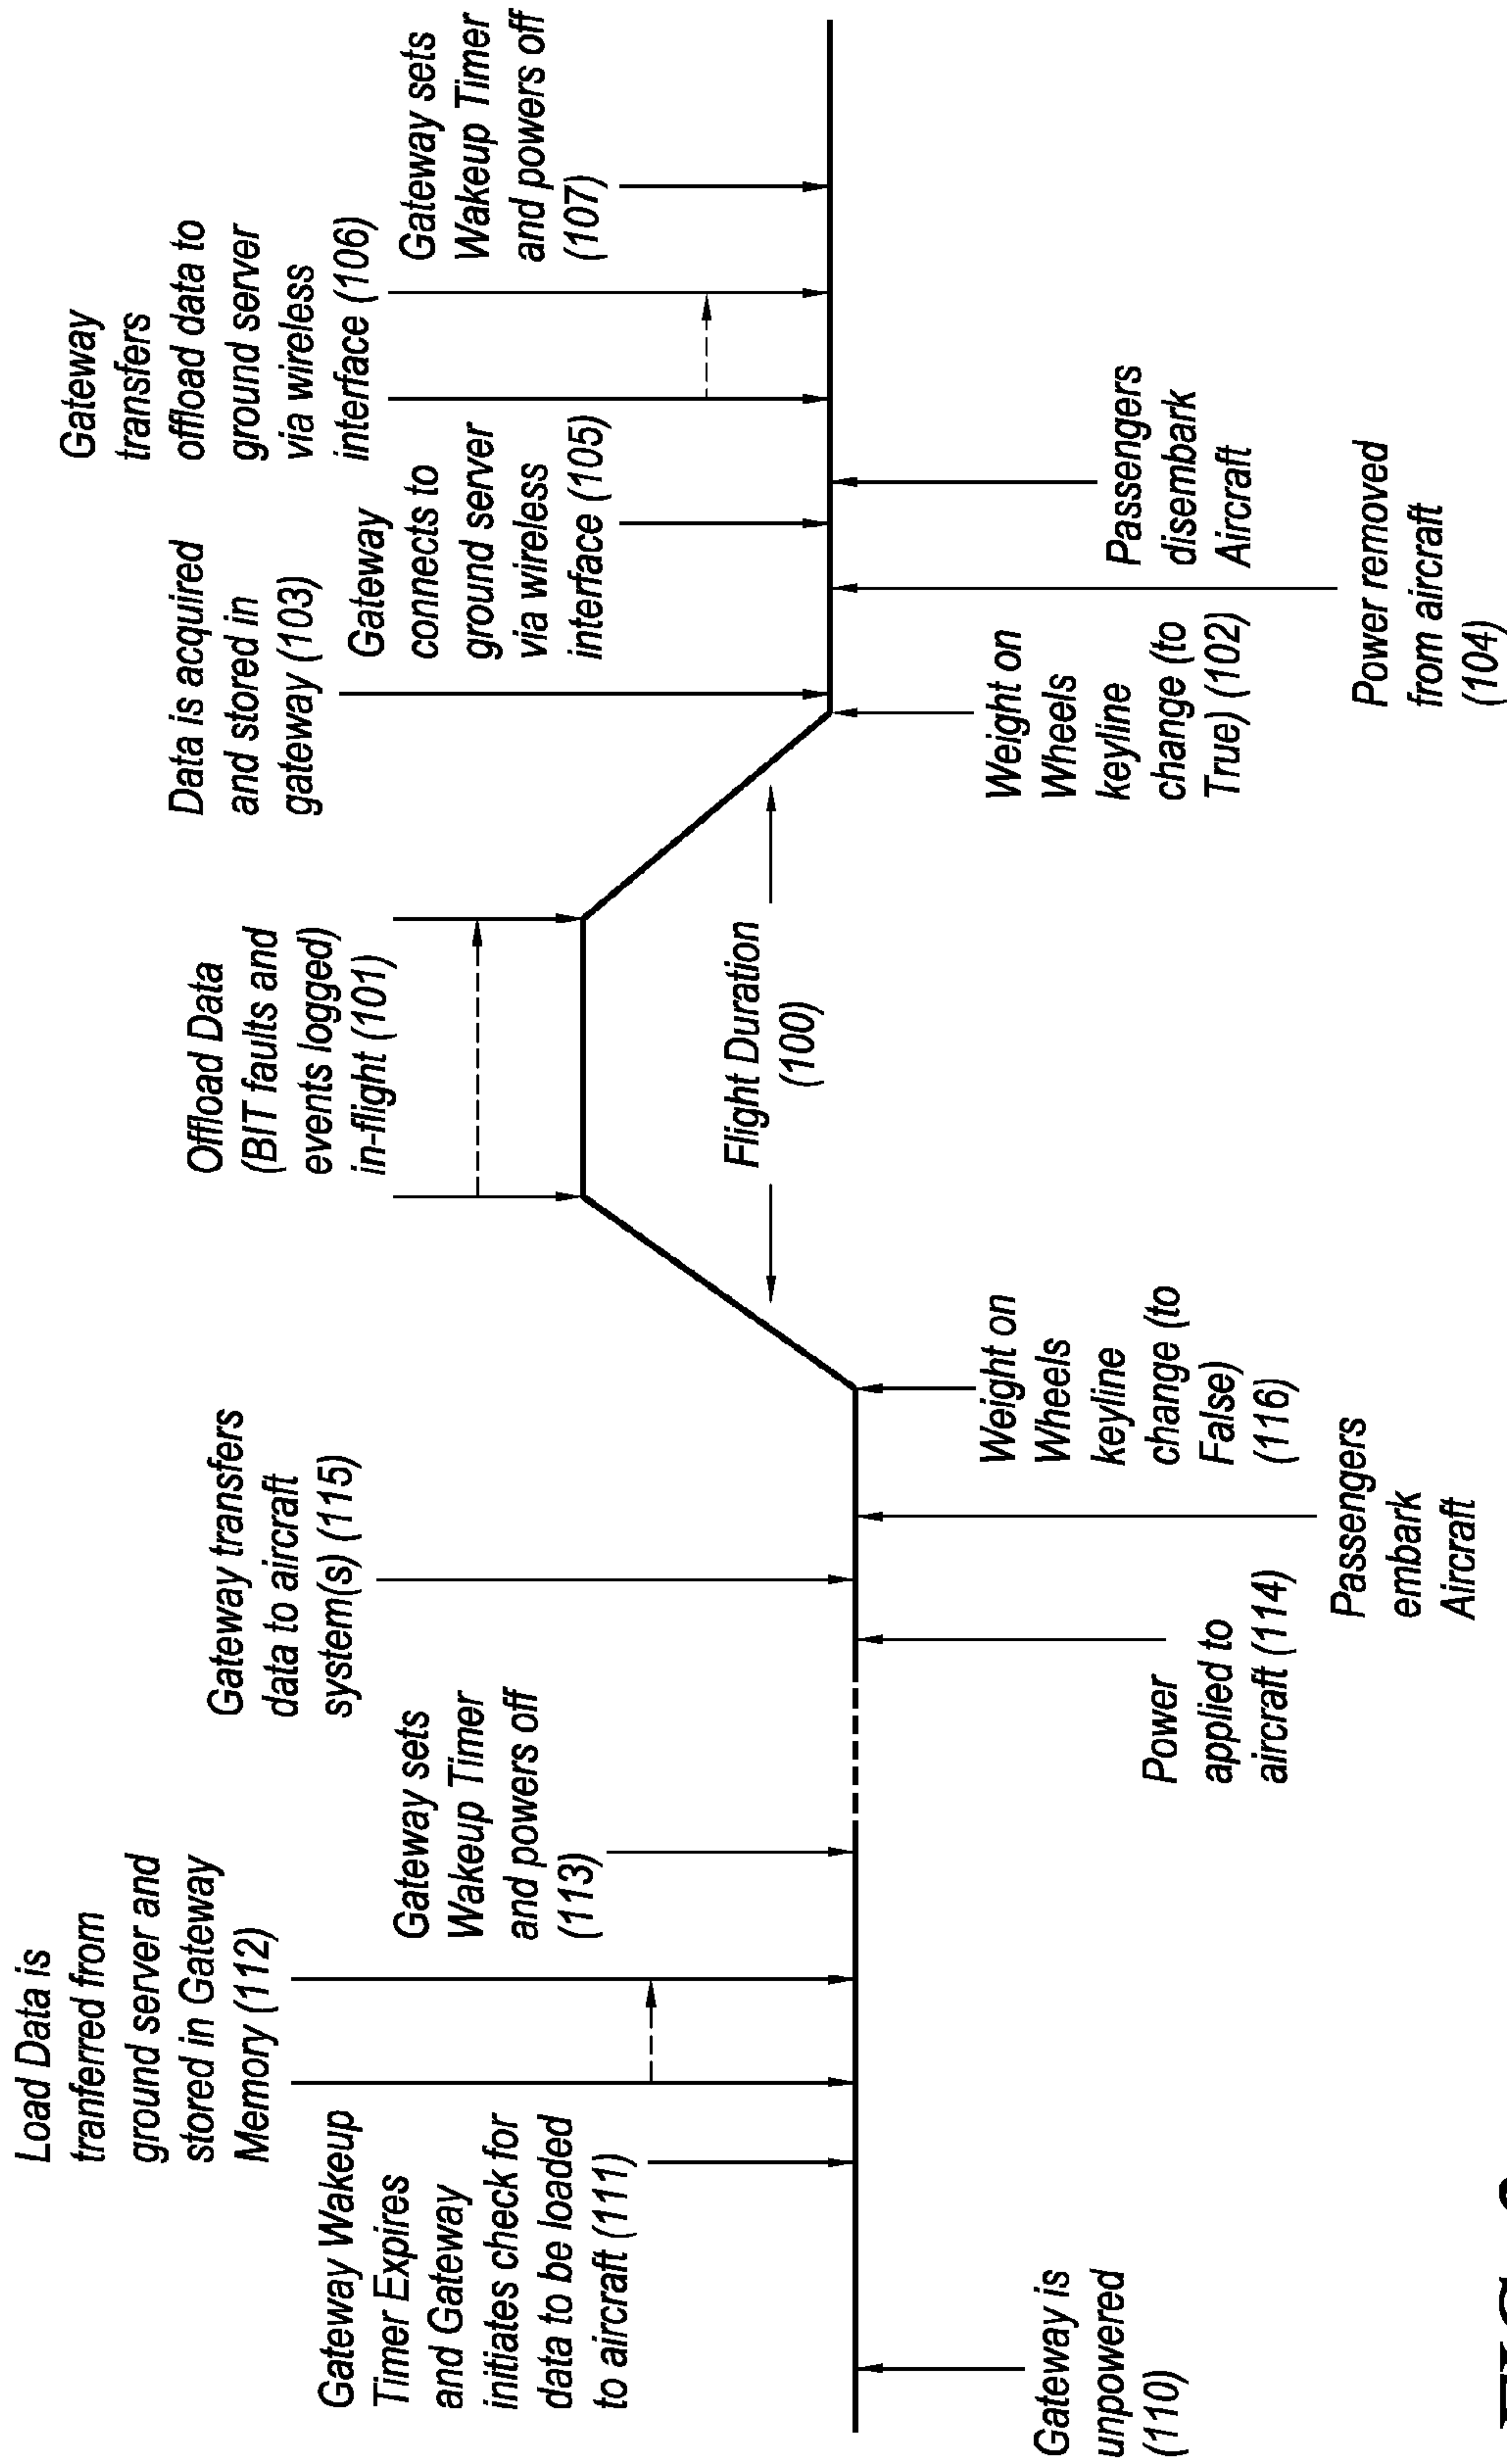 Load Data is
tranferred from
ground server and
stored in Gateway
Memory (112)
Gateway Wakeup
Timer Expires
and Gateway
initiates check for
data to be loaded
to aircraft (111)
Gateway sets
Wakeup Timer
and powers off
(113)
Gateway transfers
data to aircraft
system(s) (115)
Offload Data
(BIT faults and
events logged)
in-flight (101)
Data is acquired
and stored in
gateway (103)
Gateway
connects to
ground server
via wireless
interface (105)
Gateway
transfers
offload data to
ground server
via wireless
interface (106)
Gateway sets
Wakeup Timer
and powers off
(107)
Flight Duration
(100)
Gateway is
unpowered
(110)
Power
applied to
aircraft (114)
Passengers
embark
Aircraft
Weight on
Wheels
keyline
change (to
False)
(116)
Weight on
Wheels
keyline
change (to
True) (102)
Power removed
from aircraft
(104)
Passengers
disembark
Aircraft